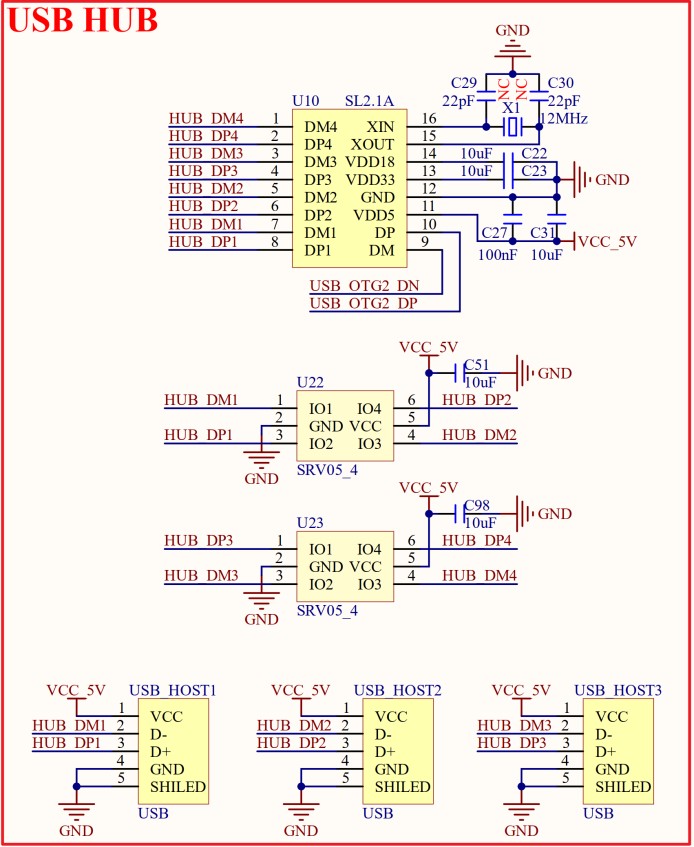 USB HUB
GND
C29
22pF
NC
NC
C30
22pF
X1
12MHz
U10 SL2.1A
HUB_DM4 1 DM4 XIN 16
HUB_DP4 2 DP4 XOUT 15
HUB_DM3 3 DM3 VDD18 14 10uF C22
HUB_DP3 4 DP3 VDD33 13 10uF C23 GND
HUB_DM2 5 DM2 GND 12
HUB_DP2 6 DP2 VDD5 11
HUB_DM1 7 DM1 DP 10
HUB_DP1 8 DP1 DM 9
C27 C31 VCC_5V
100nF 10uF
USB_OTG2_DN
USB_OTG2_DP
VCC_5V
C51
10uF
GND
U22
HUB_DM1 1 IO1 IO4 6 HUB_DP2
2 GND VCC 5
HUB_DP1 3 IO2 IO3 4 HUB_DM2
SRV05_4
GND
VCC_5V
C98
10uF
GND
U23
HUB_DP3 1 IO1 IO4 6 HUB_DP4
2 GND VCC 5
HUB_DM3 3 IO2 IO3 4 HUB_DM4
SRV05_4
GND
VCC_5V USB_HOST1
1 VCC
HUB_DM1 2 D-
HUB_DP1 3 D+
4 GND
5 SHILED
USB
GND
VCC_5V USB_HOST2
1 VCC
HUB_DM2 2 D-
HUB_DP2 3 D+
4 GND
5 SHILED
USB
GND
VCC_5V USB_HOST3
1 VCC
HUB_DM3 2 D-
HUB_DP3 3 D+
4 GND
5 SHILED
USB
GND